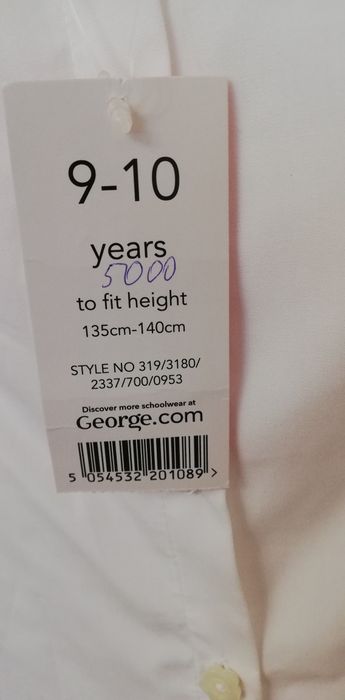 9-10
years
5000
to fit height
135cm-140cm
STYLE NO 319/3180/
2337/700/0953
Discover more schoolwear at
George.com
5 054532 201089 >